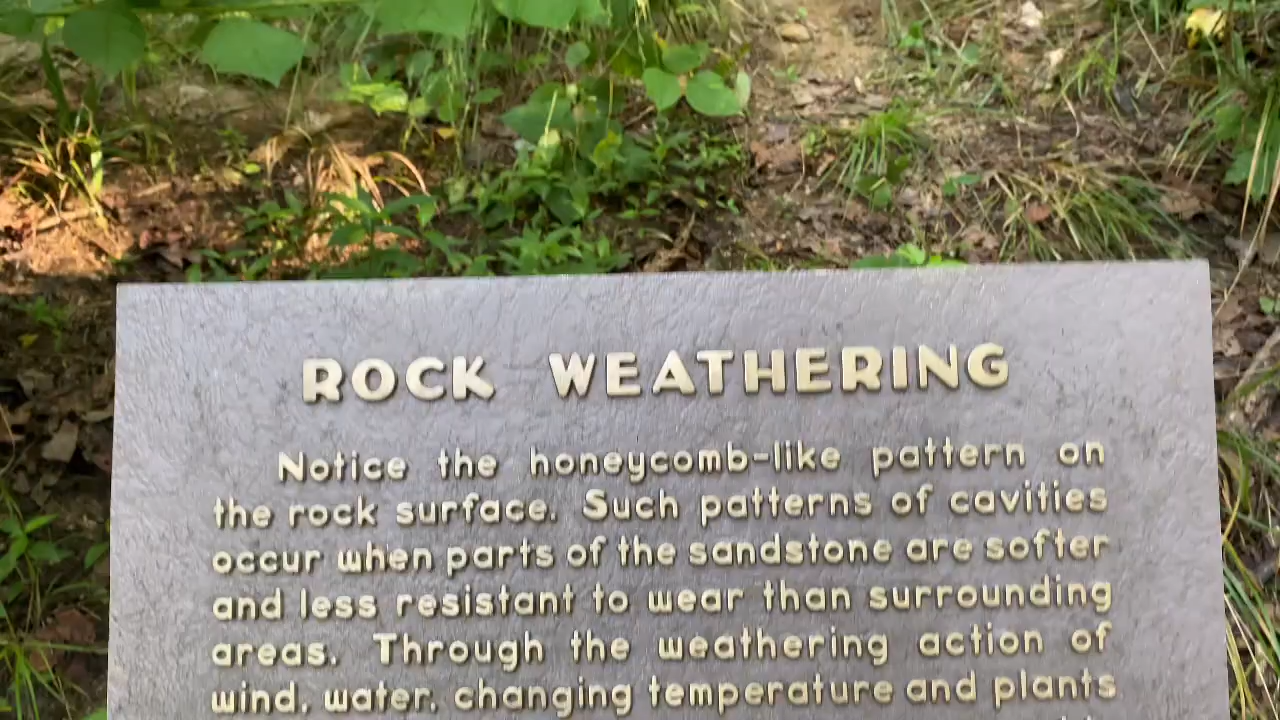 ROCK WEATHERING
Notice the honeycomb-like pattern on
the rock surface. Such patterns of cavities
occur when parts of the sandstone are softer
and less resistant to wear than surrounding
areas. Through the weathering action of
wind, water, changing temperature and plants